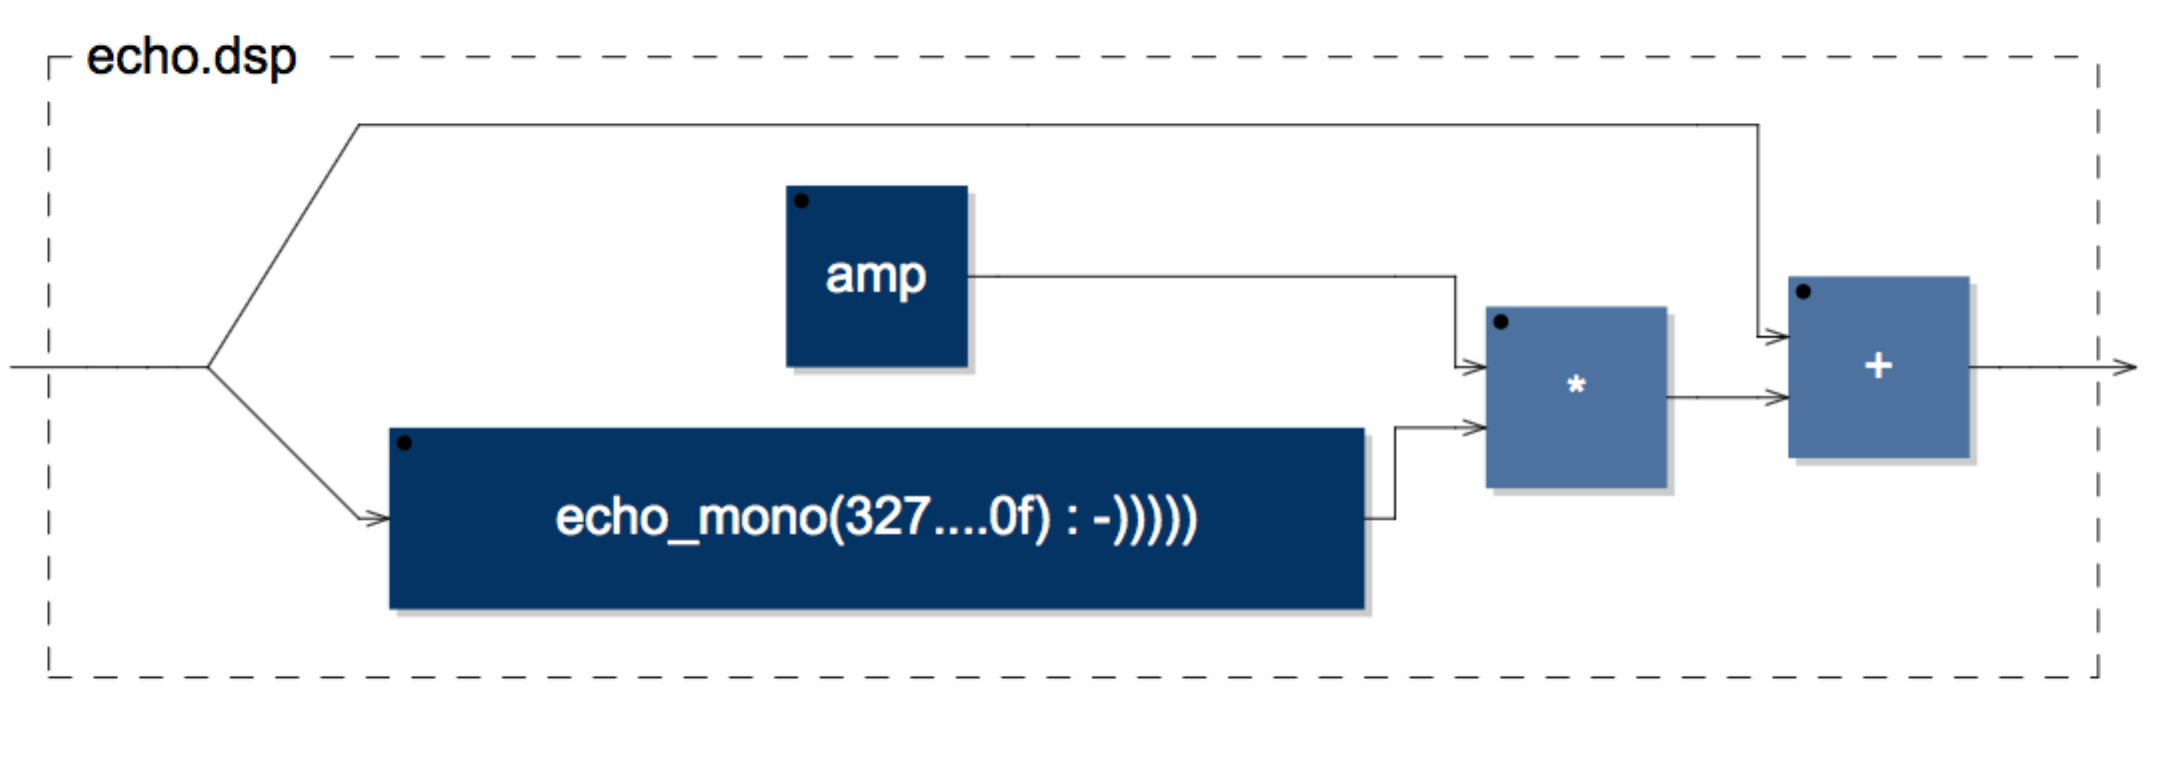 echo.dsp
amp
*
+
echo_mono(327....0f) : -)))))